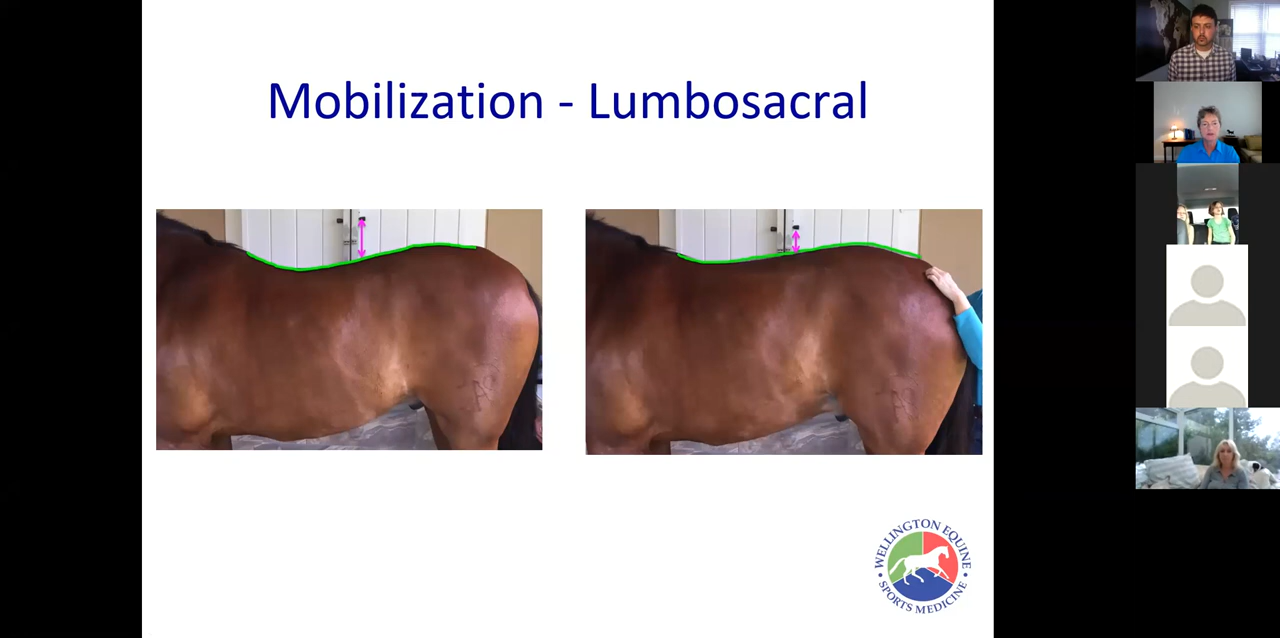 Mobilization - Lumbosacral
WELLINGTON EQUINE
• SPORTS MEDICINE •